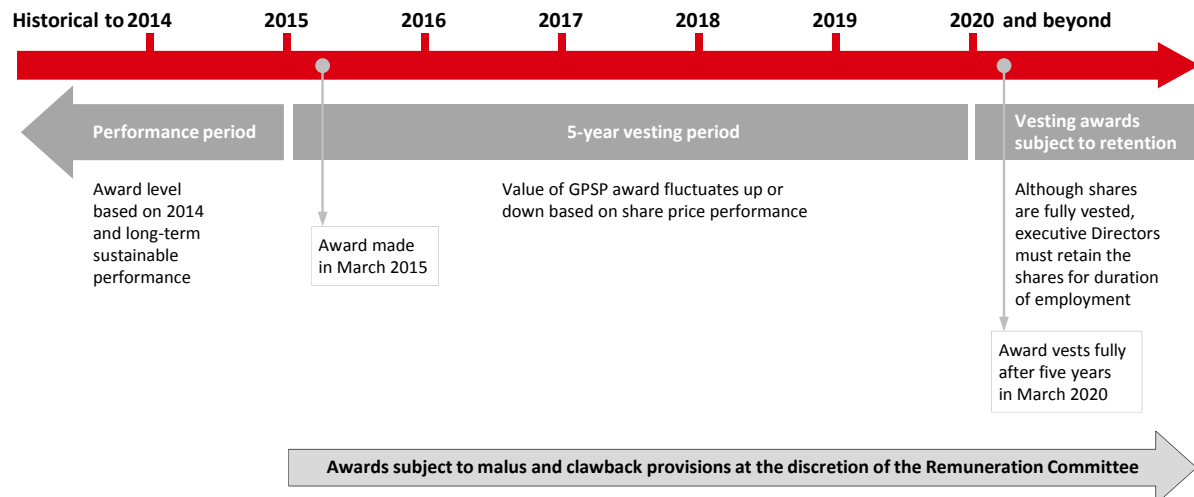 Historical to 2014 2015 2016 2017 2018 2019 2020 and beyond
Performance period
5-year vesting period
Vesting awards
subject to retention
Award level
based on 2014
and long-term
sustainable
performance
Award made
in March 2015
Value of GPSP award fluctuates up or
down based on share price performance
Although shares
are fully vested,
executive Directors
must retain the
shares for duration
of employment
Award vests fully
after five years
in March 2020
Awards subject to malus and clawback provisions at the discretion of the Remuneration Committee